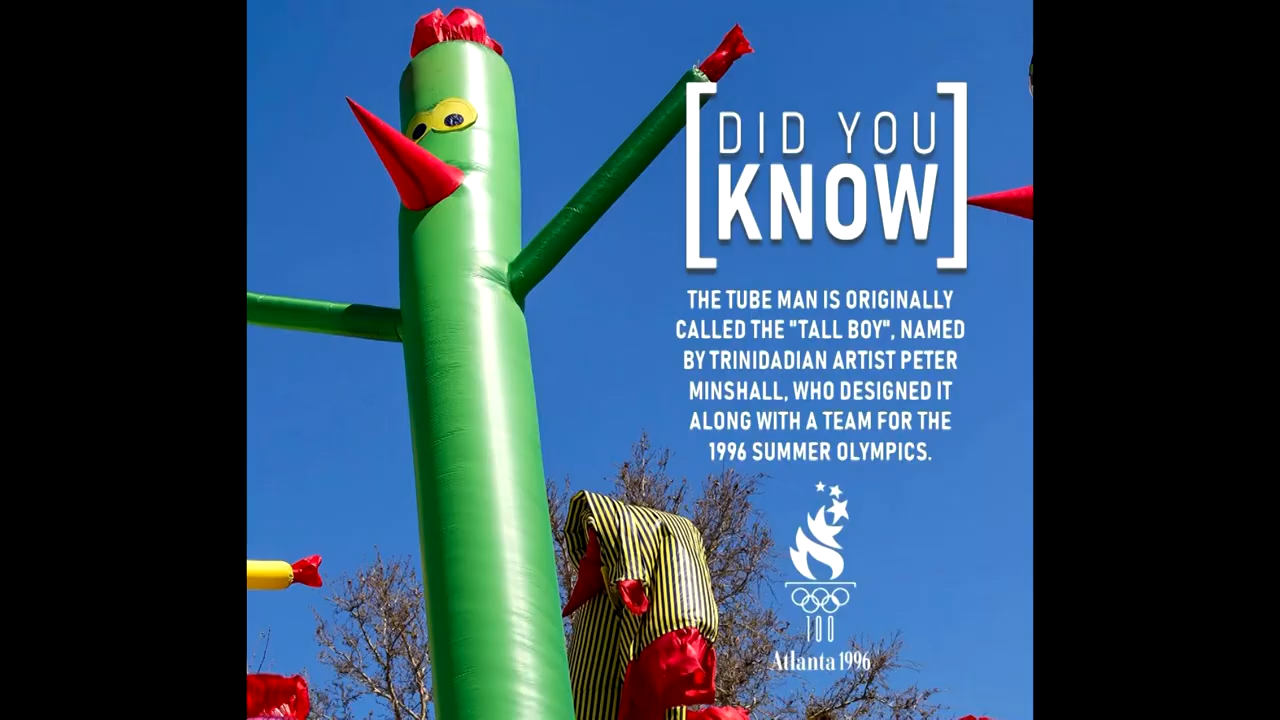 DID YOU
KNOW
THE TUBE MAN IS ORIGINALLY
CALLED THE "TALL BOY", NAMED
BY TRINIDADIAN ARTIST PETER
MINSHALL, WHO DESIGNED IT
ALONG WITH A TEAM FOR THE
1996 SUMMER OLYMPICS.
100
Atlanta 1996